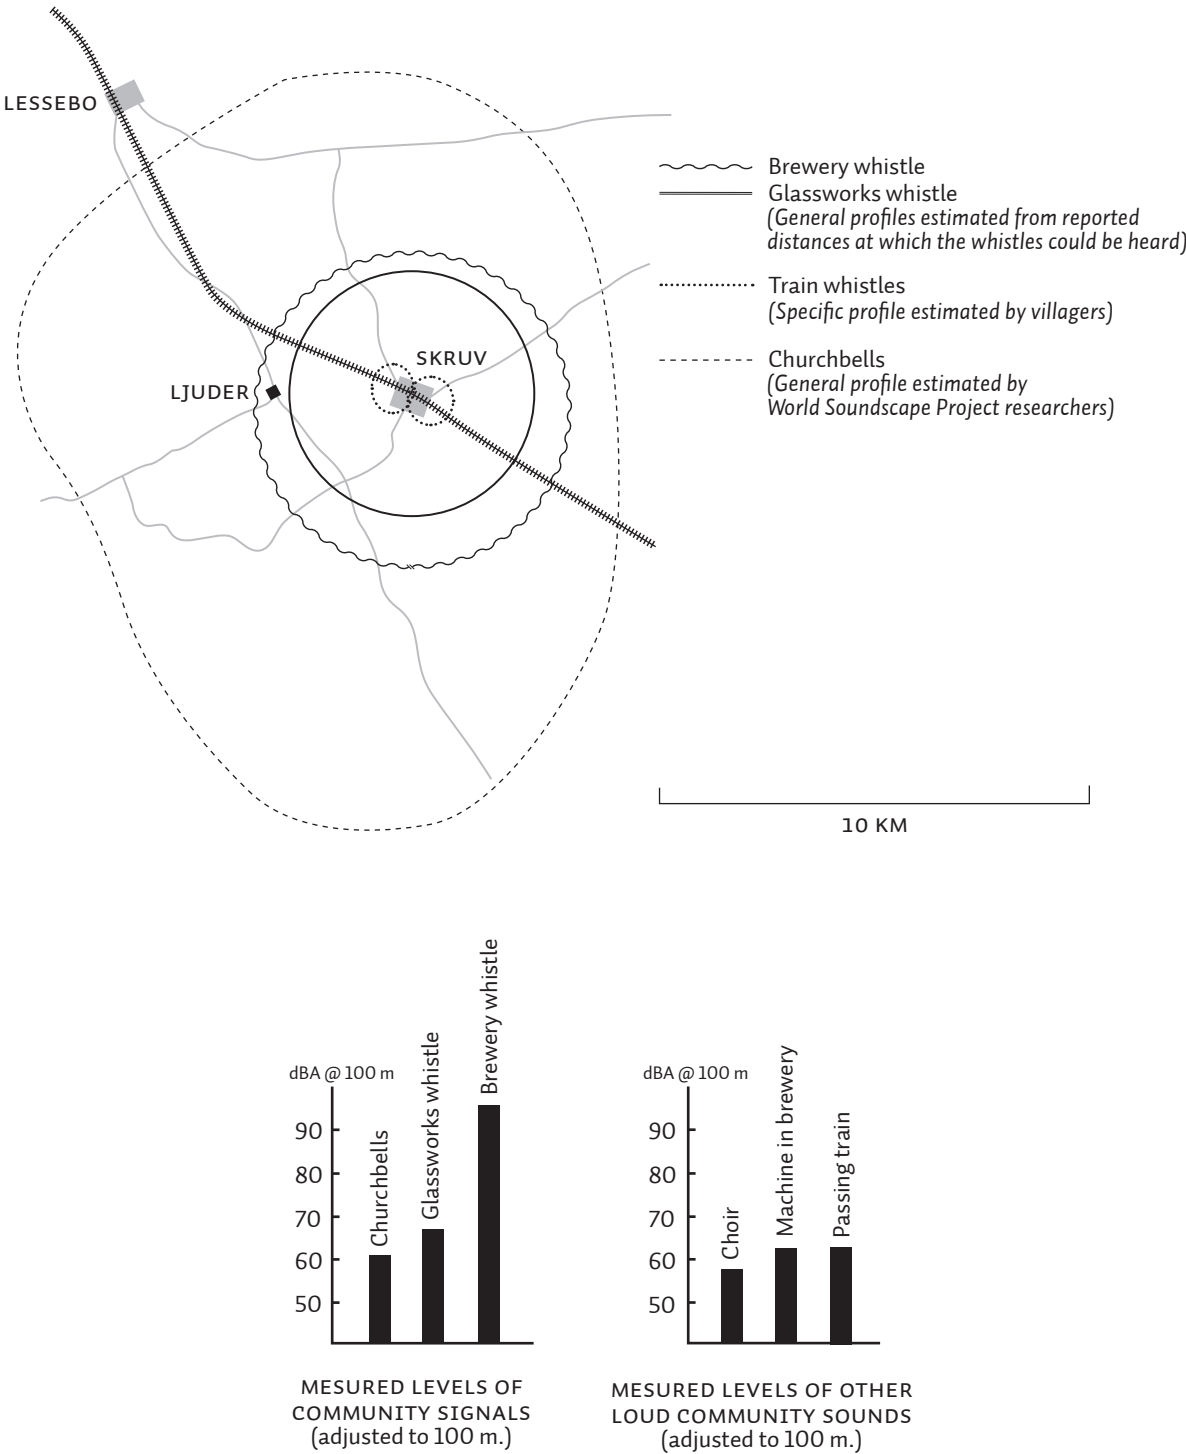 LESSEBO
Brewery whistle
Glassworks whistle
(General profiles estimated from reported
distances at which the whistles could be heard)
Train whistles
(Specific profile estimated by villagers)
SKRUV
Churchbells
(General profile estimated by
World Soundscape Project researchers)
LJUDER
10 KM
dBA @ 100 m
90
80
70
60
50
Churchbells
Glassworks whistle
Brewery whistle
MESURED LEVELS OF
COMMUNITY SIGNALS
(adjusted to 100 m.)
dBA @ 100 m
90
80
70
60
50
Choir
Machine in brewery
Passing train
MESURED LEVELS OF OTHER
LOUD COMMUNITY SOUNDS
(adjusted to 100 m.)